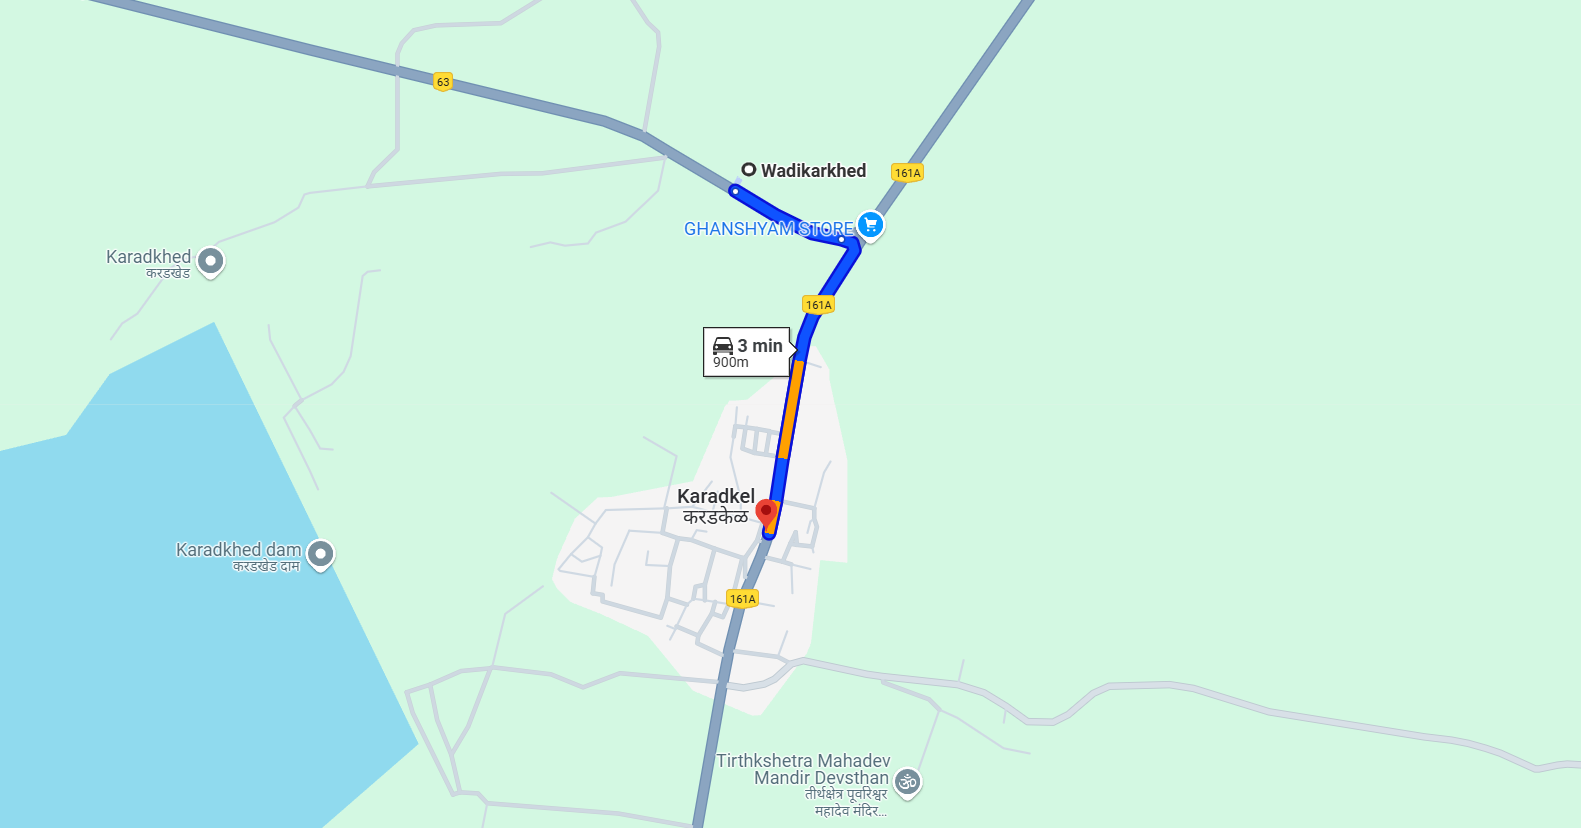 63
Wadikarkhed
161A
GHANSHYAM STORE
Karadkhed
करडखेड
161A
3 min
900m
Karadkel
करडकेळ
Karadkhed dam
करडखेड दाम
161A
Tirthkshetra Mahadev
Mandir Devsthan
तीर्थक्षेत्र पूर्वारेश्वर
महादेव मंदिर...